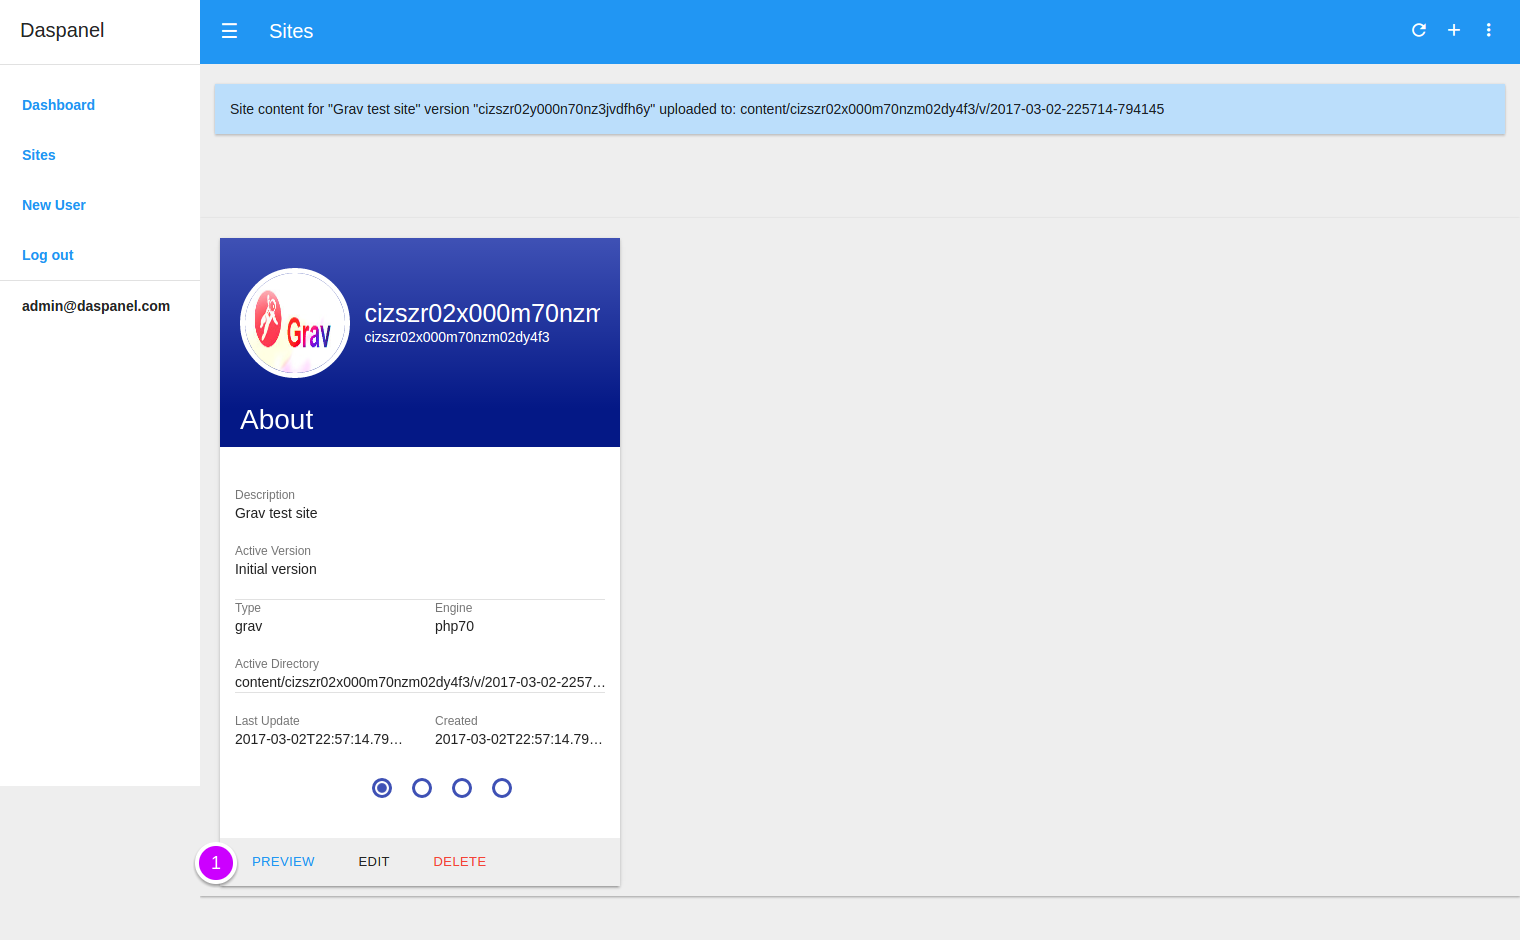 Daspanel
Sites
Dashboard
Sites
New User
Log out
admin@daspanel.com
Site content for "Grav test site" version "cizszr02y000n70nz3jvdfh6y" uploaded to: content/cizszr02x000m70nzm02dy4f3/v/2017-03-02-225714-794145
Grav
cizszr02x000m70nzm
cizszr02x000m70nzm02dy4f3
About
Description
Grav test site
Active Version
Initial version
Type
Engine
grav
php70
Active Directory
content/cizszr02x000m70nzm02dy4f3/v/2017-03-02-2257…
Last Update
Created
2017-03-02T22:57:14.79…
2017-03-02T22:57:14.79…
1
PREVIEW
EDIT
DELETE